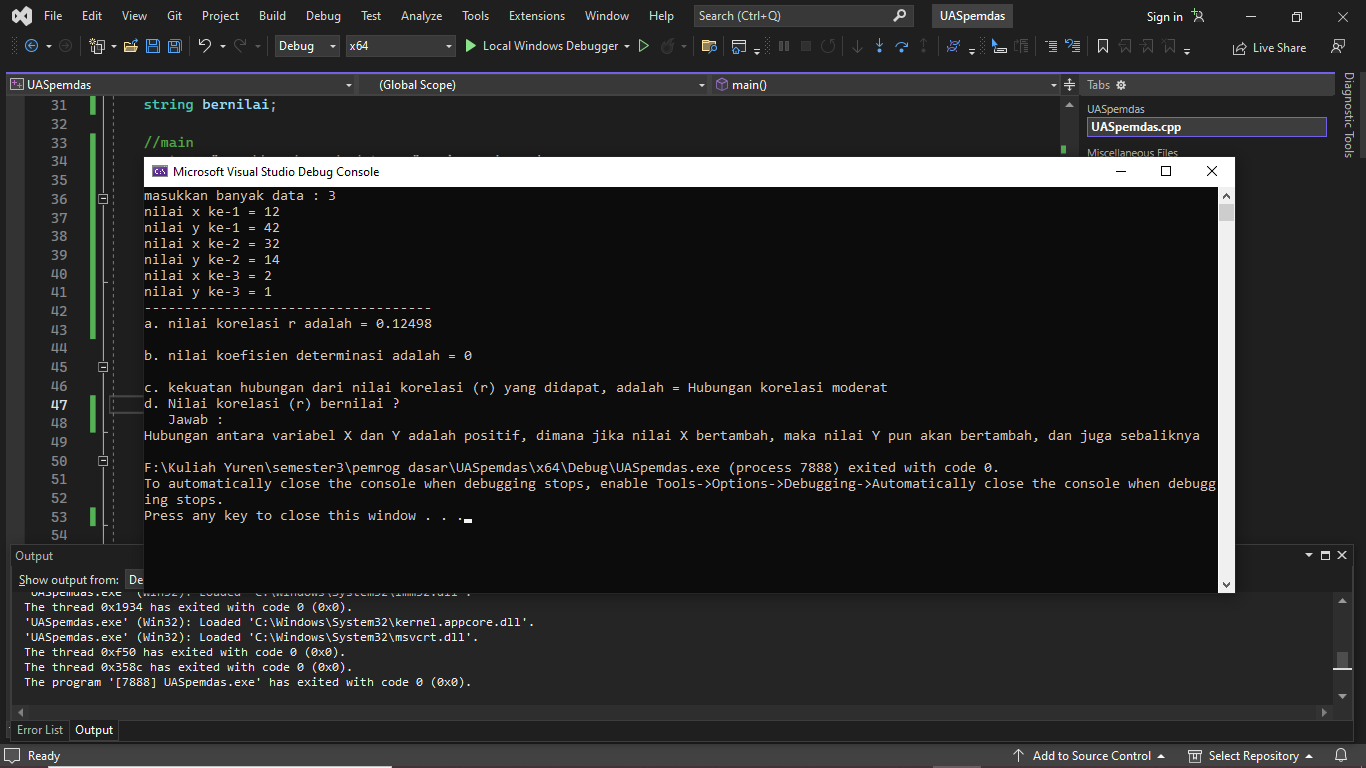 File Edit View Git Project Build Debug Test Analyze Tools Extensions Window Help Search (Ctrl+Q) UASpemdas Sign in
Debug x64 Local Windows Debugger Live Share
UASpemdas (Global Scope) main() Tabs
31 string bernilai;
32
33 //main
34
35
36
37
38
39
40
41
42
43
44
45
46
47
48
49
50
51
52
53
54
UASpemdas
UASpemdas.cpp
Miscellaneous Files
Diagnostic Tools
Microsoft Visual Studio Debug Console
masukkan banyak data : 3
nilai x ke-1 = 12
nilai y ke-1 = 42
nilai x ke-2 = 32
nilai y ke-2 = 14
nilai x ke-3 = 2
nilai y ke-3 = 1
------------------------------------
a. nilai korelasi r adalah = 0.12498
b. nilai koefisien determinasi adalah = 0
c. kekuatan hubungan dari nilai korelasi (r) yang didapat, adalah = Hubungan korelasi moderat
d. Nilai korelasi (r) bernilai ?
Jawab :
Hubungan antara variabel X dan Y adalah positif, dimana jika nilai X bertambah, maka nilai Y pun akan bertambah, dan juga sebaliknya
F:\Kuliah Yuren\semester3\pemrog dasar\UASpemdas\x64\Debug\UASpemdas.exe (process 7888) exited with code 0.
To automatically close the console when debugging stops, enable Tools->Options->Debugging->Automatically close the console when debugg
ing stops.
Press any key to close this window . . .
Output
Show output from: De
'UASpemdas.exe' (Win32): Loaded 'C:\Windows\System32\imm32.dll'.
The thread 0x1934 has exited with code 0 (0x0).
'UASpemdas.exe' (Win32): Loaded 'C:\Windows\System32\kernel.appcore.dll'.
'UASpemdas.exe' (Win32): Loaded 'C:\Windows\System32\msvcrt.dll'.
The thread 0xf50 has exited with code 0 (0x0).
The thread 0x358c has exited with code 0 (0x0).
The program '[7888] UASpemdas.exe' has exited with code 0 (0x0).
Error List Output
Ready Add to Source Control Select Repository